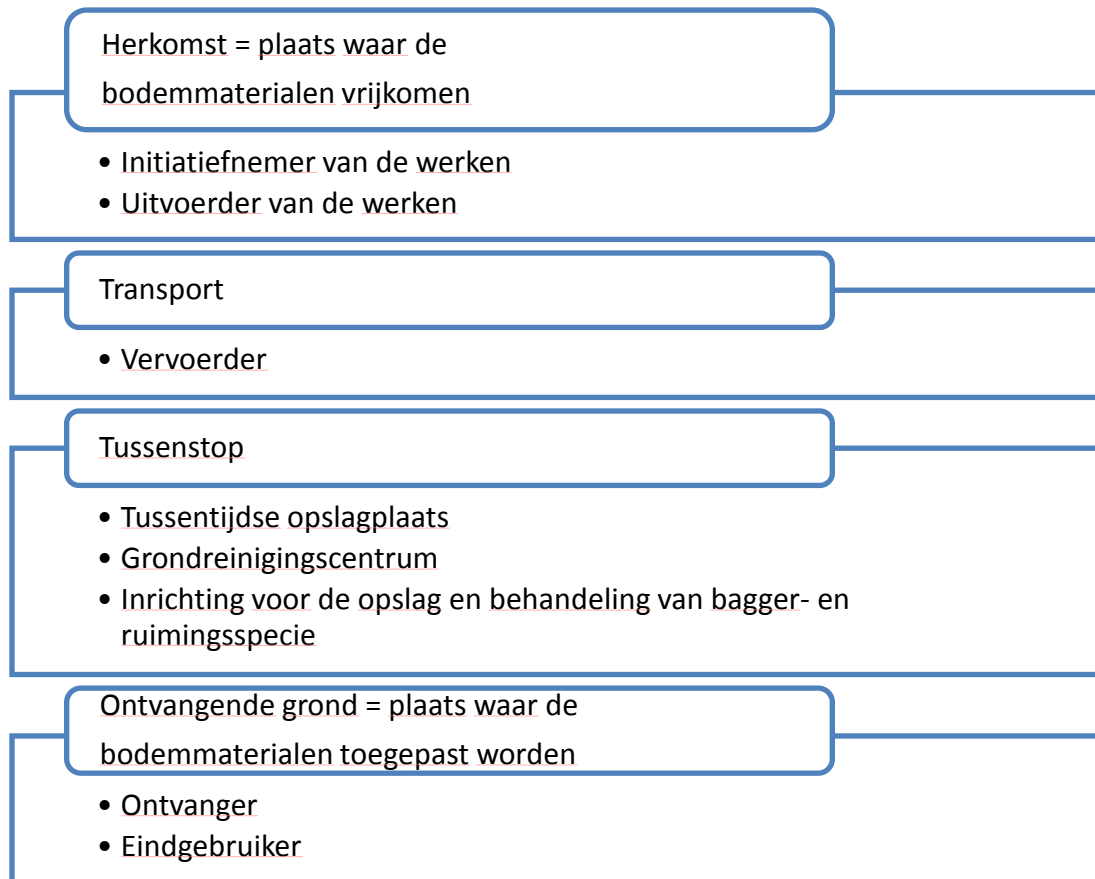 Herkomst = plaats waar de
bodemmaterialen vrijkomen
• Initiatiefnemer van de werken
• Uitvoerder van de werken
Transport
• Vervoerder
Tussenstop
• Tussentijdse opslagplaats
• Grondreinigingscentrum
• Inrichting voor de opslag en behandeling van bagger- en
ruimingsspecie
Ontvangende grond = plaats waar de
bodemmaterialen toegepast worden
• Ontvanger
• Eindgebruiker